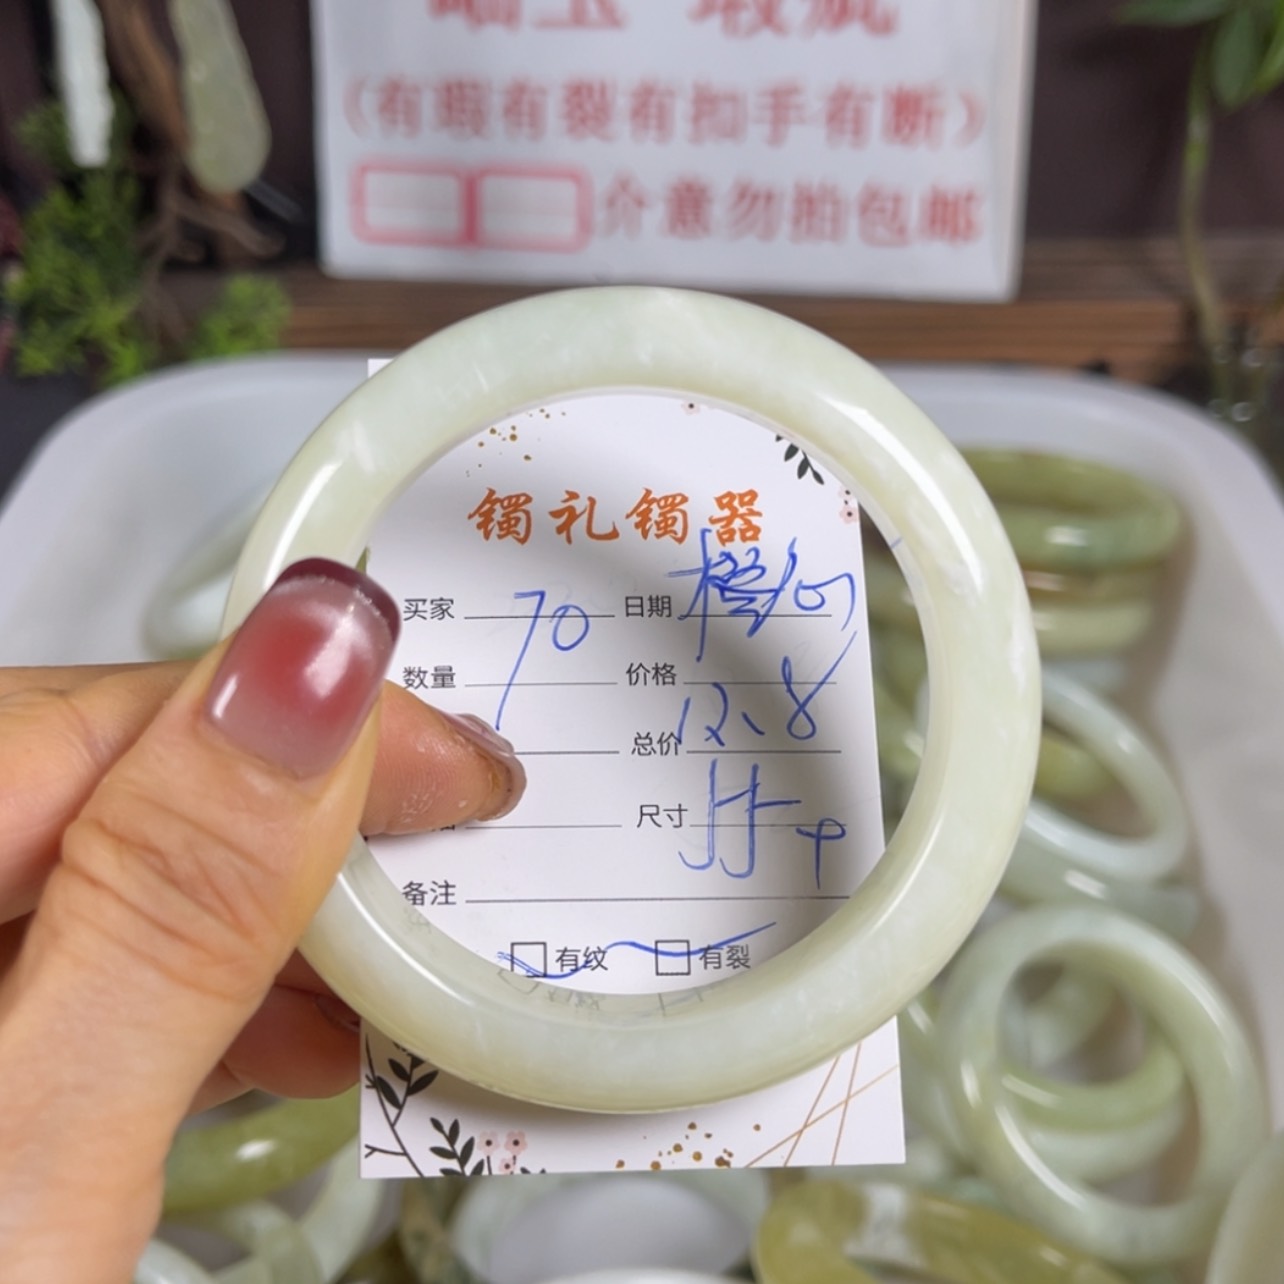 （有瑕有裂有扣手有断）
介意勿拍包邮
镯礼镯器
买家 70 日期
数量 价格
总价 12.8
尺寸
备注
有纹 有裂